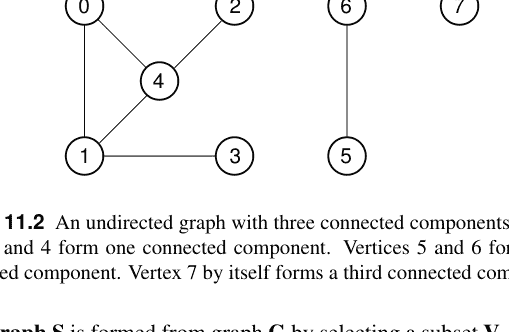 0 2 6 7
4
1 3 5
11.2 An undirected graph with three connected components
and 4 form one connected component. Vertices 5 and 6 for
ed component. Vertex 7 by itself forms a third connected com
raph S is formed from graph G by selecting a subset V